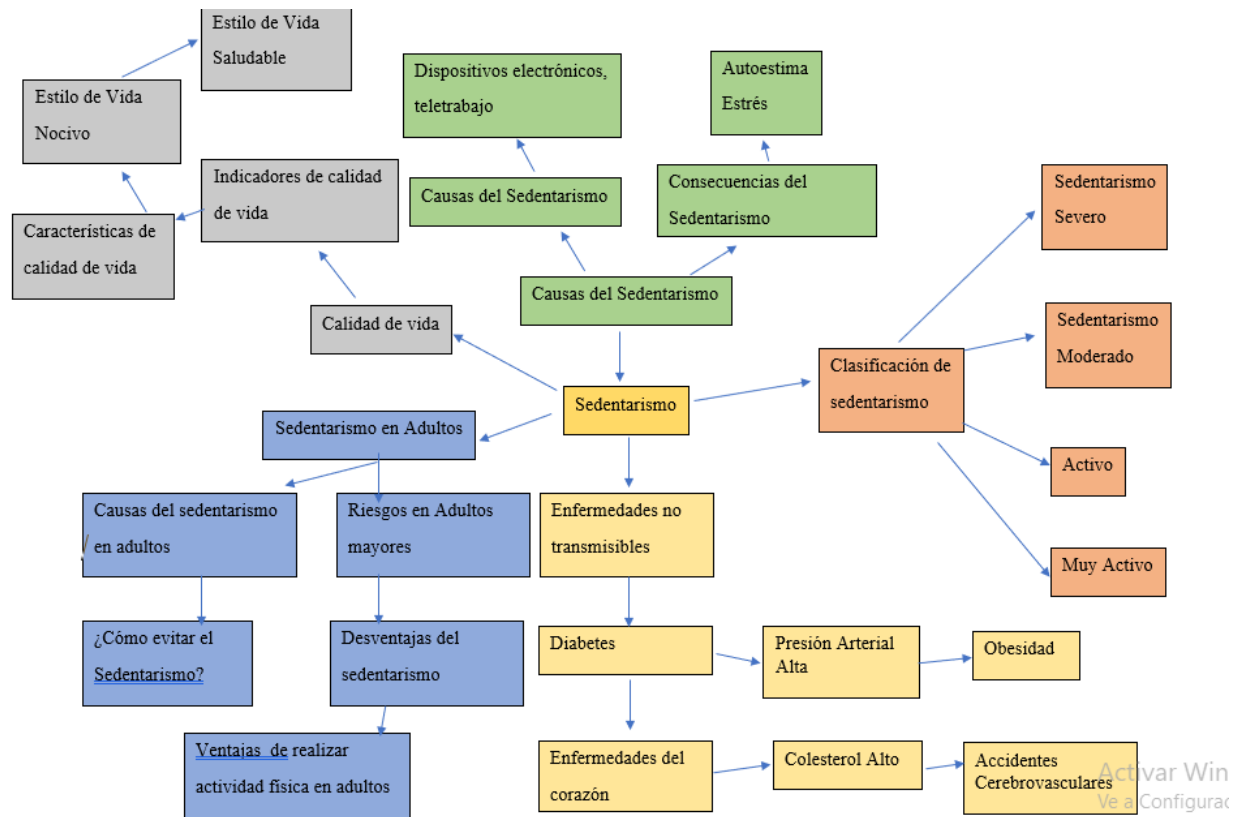 Estilo de Vida
Saludable
Estilo de Vida
Nocivo
Indicadores de calidad
de vida
Características de
calidad de vida
Calidad de vida
Dispositivos electrónicos,
teletrabajo
Autoestima
Estrés
Causas del Sedentarismo
Consecuencias del
Sedentarismo
Causas del Sedentarismo
Sedentarismo
Severo
Sedentarismo
Moderado
Clasificación de
sedentarismo
Activo
Muy Activo
Sedentarismo
Sedentarismo en Adultos
Causas del sedentarismo
en adultos
Riesgos en Adultos
mayores
Enfermedades no
transmisibles
¿Cómo evitar el
Sedentarismo?
Desventajas del
sedentarismo
Ventajas de realizar
actividad física en adultos
Diabetes
Presión Arterial
Alta
Obesidad
Enfermedades del
corazón
Colesterol Alto
Accidentes
Cerebrovasculares
Activar Win
Ve a Configurac